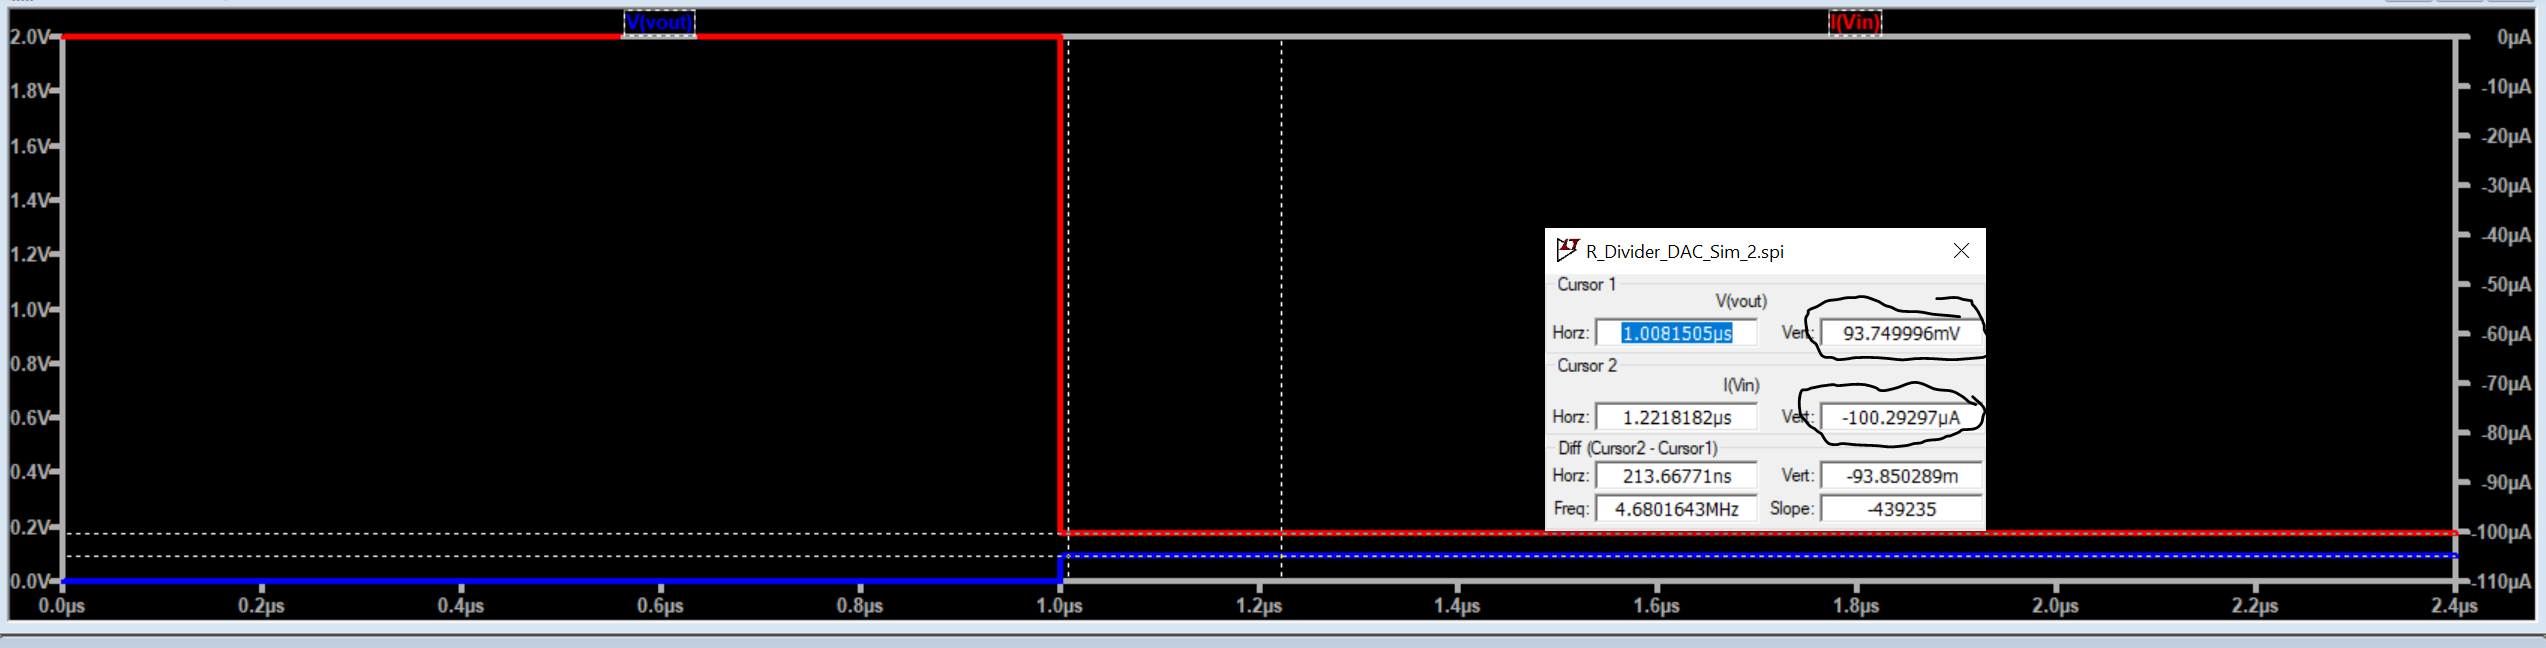 V(vout) I(Vin)
2.0V 0µA
1.8V -10µA
1.6V -20µA
1.4V -30µA
1.2V -40µA
1.0V -50µA
0.8V -60µA
0.6V -70µA
0.4V -80µA
0.2V -90µA
0.0V -100µA
-110µA
0.0µs 0.2µs 0.4µs 0.6µs 0.8µs 1.0µs 1.2µs 1.4µs 1.6µs 1.8µs 2.0µs 2.2µs 2.4µs
R_Divider_DAC_Sim_2.spi
Cursor 1
V(vout)
Horz: 1.0081505µs Vert: 93.749996mV
Cursor 2
I(Vin)
Horz: 1.2218182µs Vert: -100.29297µA
Diff (Cursor2 - Cursor1)
Horz: 213.66771ns Vert: -93.850289m
Freq: 4.6801643MHz Slope: -439235